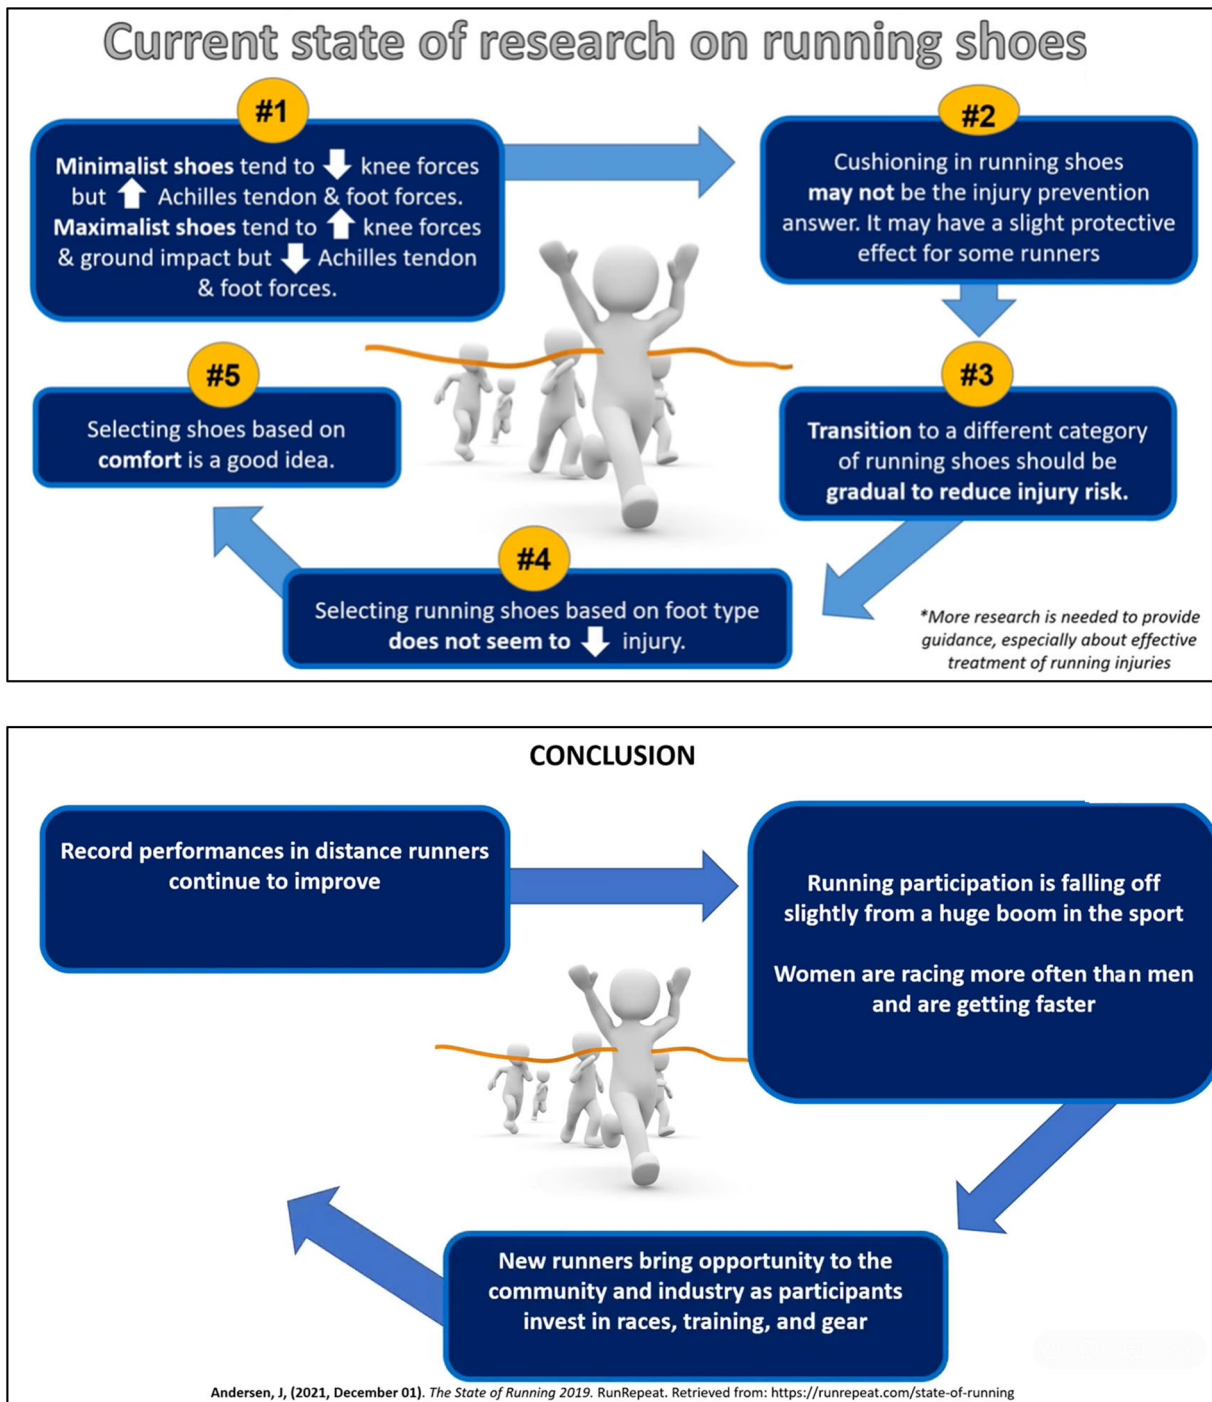 Current state of research on running shoes
#1
Minimalist shoes tend to ⬇ knee forces
but ⬆ Achilles tendon & foot forces.
Maximalist shoes tend to ⬆ knee forces
& ground impact but ⬇ Achilles tendon
& foot forces.
#2
Cushioning in running shoes
may not be the injury prevention
answer. It may have a slight protective
effect for some runners
#3
Transition to a different category
of running shoes should be
gradual to reduce injury risk.
#4
Selecting running shoes based on foot type
does not seem to ⬇ injury.
#5
Selecting shoes based on
comfort is a good idea.
*More research is needed to provide
guidance, especially about effective
treatment of running injuries
CONCLUSION
Record performances in distance runners
continue to improve
Running participation is falling off
slightly from a huge boom in the sport
Women are racing more often than men
and are getting faster
New runners bring opportunity to the
community and industry as participants
invest in races, training, and gear
Andersen, J, (2021, December 01). The State of Running 2019. RunRepeat. Retrieved from: https://runrepeat.com/state-of-running